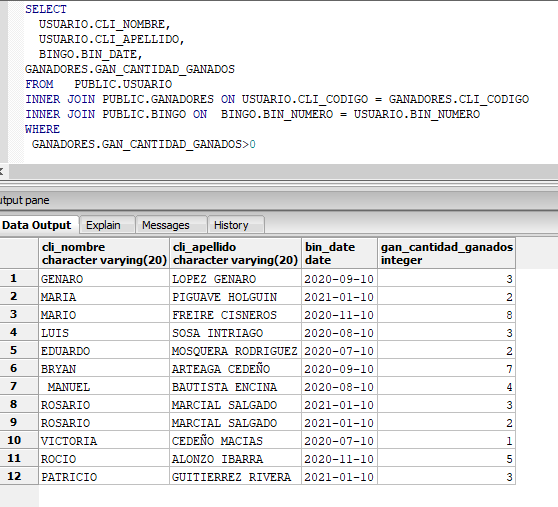 SELECT
USUARIO.CLI_NOMBRE,
USUARIO.CLI_APELLIDO,
BINGO.BIN_DATE,
GANADORES.GAN_CANTIDAD_GANADOS
FROM PUBLIC.USUARIO
INNER JOIN PUBLIC.GANADORES ON USUARIO.CLI_CODIGO = GANADORES.CLI_CODIGO
INNER JOIN PUBLIC.BINGO ON BINGO.BIN_NUMERO = USUARIO.BIN_NUMERO
WHERE
GANADORES.GAN_CANTIDAD_GANADOS>0
utput pane
Data Output Explain Messages History
cli_nombre cli_apellido bin_date gan_cantidad_ganados
character varying(20) character varying(20) date integer
1 GENARO LOPEZ GENARO 2020-09-10 3
2 MARIA PIGUAVE HOLGUIN 2021-01-10 2
3 MARIO FREIRE CISNEROS 2020-11-10 8
4 LUIS SOSA INTRIAGO 2020-08-10 3
5 EDUARDO MOSQUERA RODRIGUEZ 2020-07-10 2
6 BRYAN ARTEAGA CEDEÑO 2020-09-10 7
7 MANUEL BAUTISTA ENCINA 2020-08-10 4
8 ROSARIO MARCIAL SALGADO 2021-01-10 3
9 ROSARIO MARCIAL SALGADO 2021-01-10 2
10 VICTORIA CEDEÑO MACIAS 2020-07-10 1
11 ROCIO ALONZO IBARRA 2020-11-10 5
12 PATRICIO GUITIERREZ RIVERA 2021-01-10 3